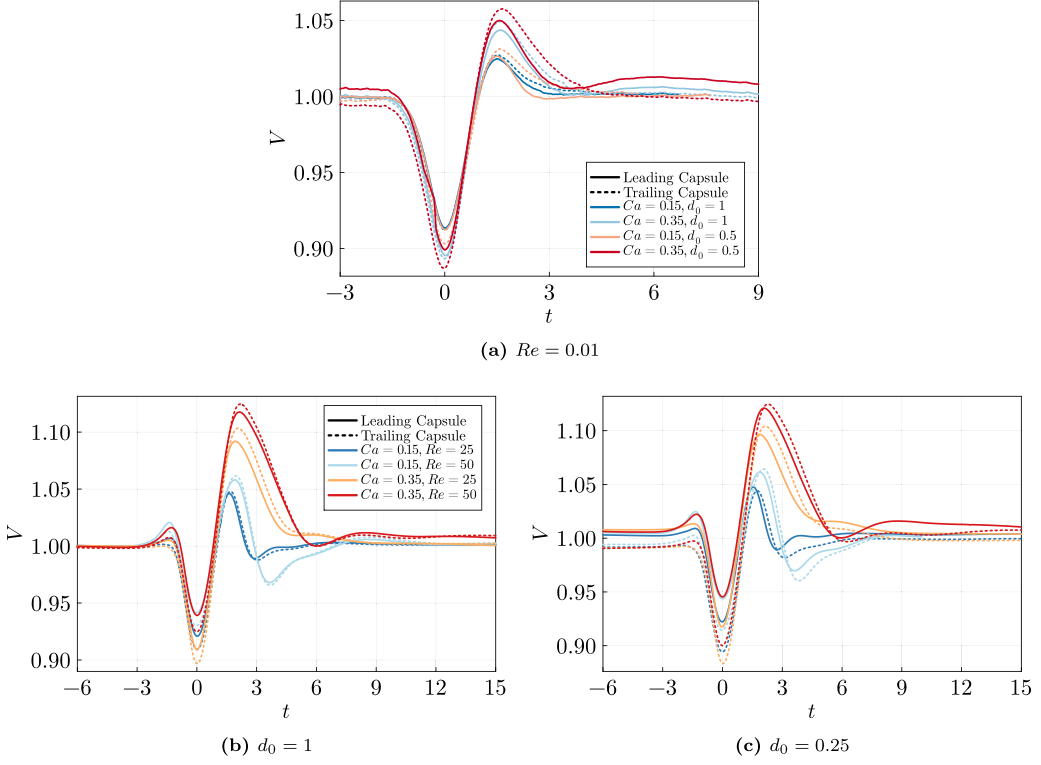 1.05
1.00
0.95
0.90
V
Leading Capsule
Trailing Capsule
Ca = 0.15, d₀ = 1
Ca = 0.35, d₀ = 1
Ca = 0.15, d₀ = 0.5
Ca = 0.35, d₀ = 0.5
−3 0 3 6 9
t
(a) Re = 0.01
1.10
1.05
1.00
0.95
0.90
V
Leading Capsule
Trailing Capsule
Ca = 0.15, Re = 25
Ca = 0.15, Re = 50
Ca = 0.35, Re = 25
Ca = 0.35, Re = 50
−6 −3 0 3 6 9 12 15
t
(b) d₀ = 1
1.10
1.05
1.00
0.95
0.90
V
−6 −3 0 3 6 9 12 15
t
(c) d₀ = 0.25